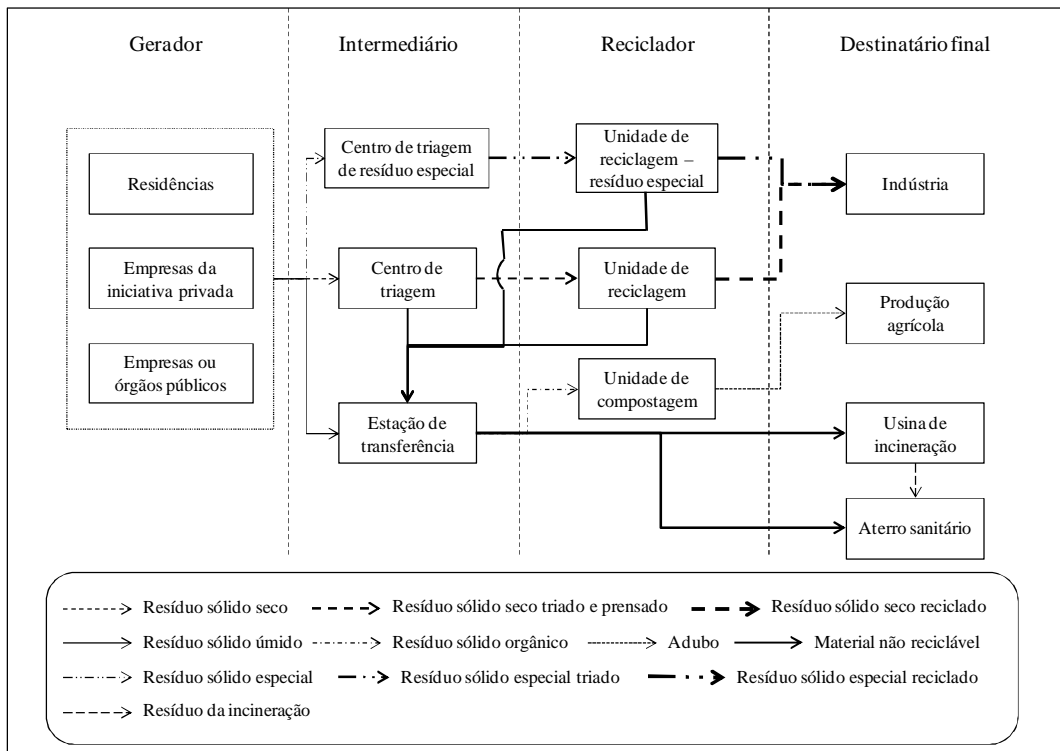 Gerador
Intermediário
Reciclador
Destinatário final
Residências
Empresas da
iniciativa privada
Empresas ou
órgãos públicos
Centro de triagem
de resíduo especial
Centro de
triagem
Estação de
transferência
Unidade de
reciclagem –
resíduo especial
Unidade de
reciclagem
Unidade de
compostagem
Indústria
Produção
agrícola
Usina de
incineração
Aterro sanitário
Resíduo sólido seco
Resíduo sólido seco triado e prensado
Resíduo sólido seco reciclado
Resíduo sólido úmido
Resíduo sólido orgânico
Adubo
Material não reciclável
Resíduo sólido especial
Resíduo sólido especial triado
Resíduo sólido especial reciclado
Resíduo da incineração